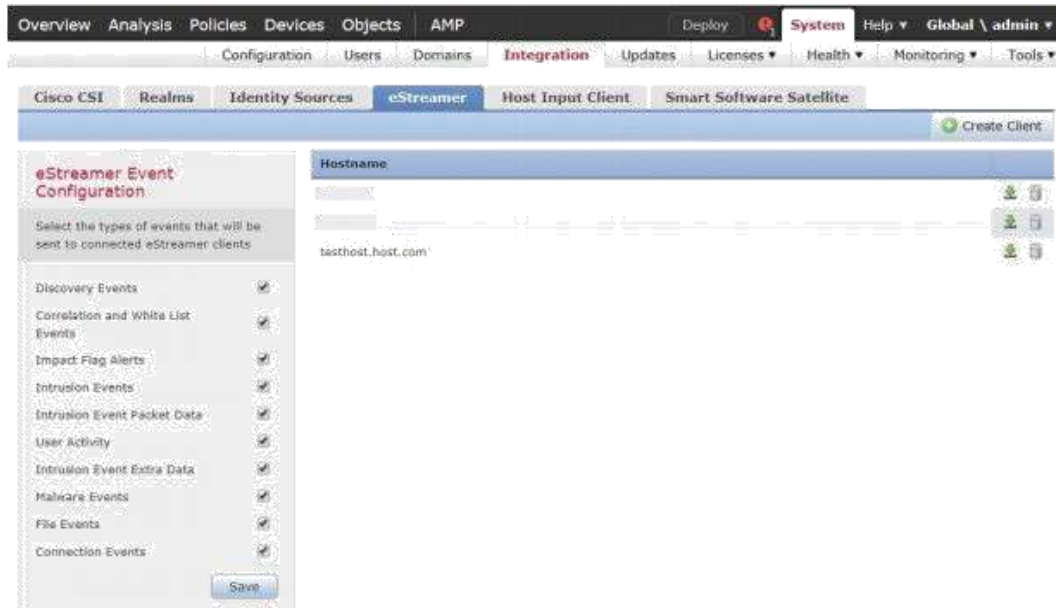 Overview Analysis Policies Devices Objects AMP Deploy 1 System Help ▾ Global \ admin ▾
Configuration Users Domains Integration Updates Licenses ▾ Health ▾ Monitoring ▾ Tools ▾
Cisco CSI Realms Identity Sources eStreamer Host Input Client Smart Software Satellite
Create Client
eStreamer Event
Configuration
Select the types of events that will be
sent to connected eStreamer clients
Discovery Events
Correlation and White List
Events
Impact Flag Alerts
Intrusion Events
Intrusion Event Packet Data
User Activity
Intrusion Event Extra Data
Malware Events
File Events
Connection Events
Save
Hostname
testhost.host.com